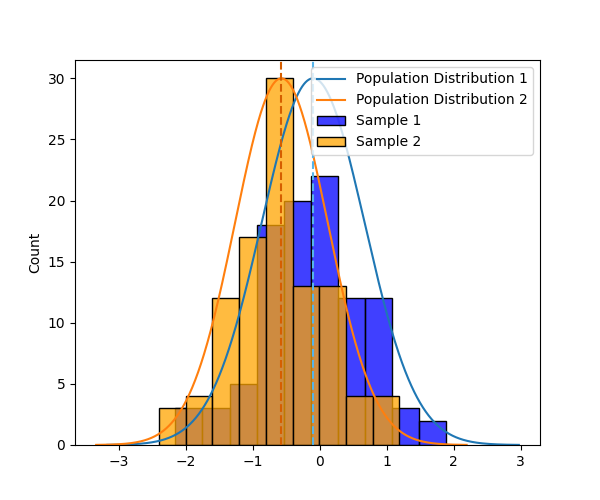 Population Distribution 1
Population Distribution 2
Sample 1
Sample 2
Count
30
25
20
15
10
5
0
−3 −2 −1 0 1 2 3